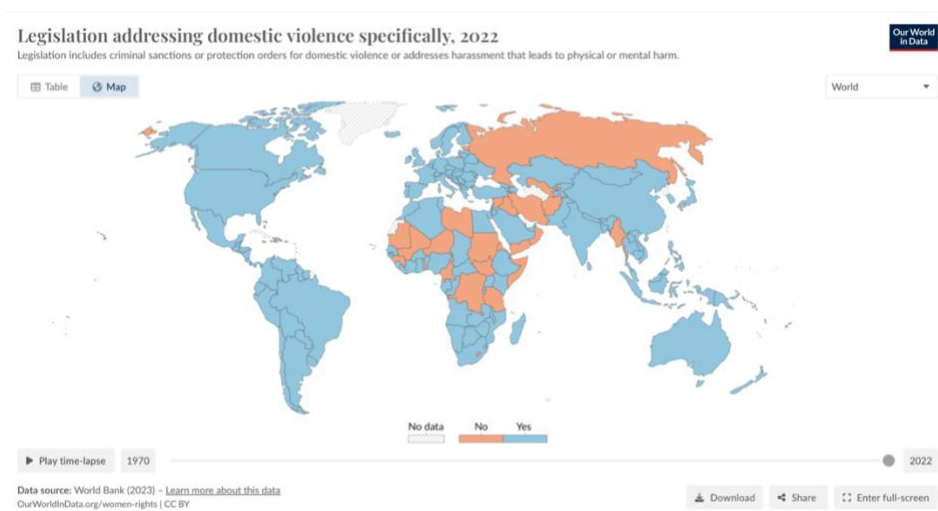 Legislation addressing domestic violence specifically, 2022
Our World
in Data
Legislation includes criminal sanctions or protection orders for domestic violence or addresses harassment that leads to physical or mental harm.
Table
Map
World
No data
No
Yes
Play time-lapse
1970
2022
Data source: World Bank (2023) – Learn more about this data
OurWorldInData.org/women-rights | CC BY
Download
Share
Enter full-screen